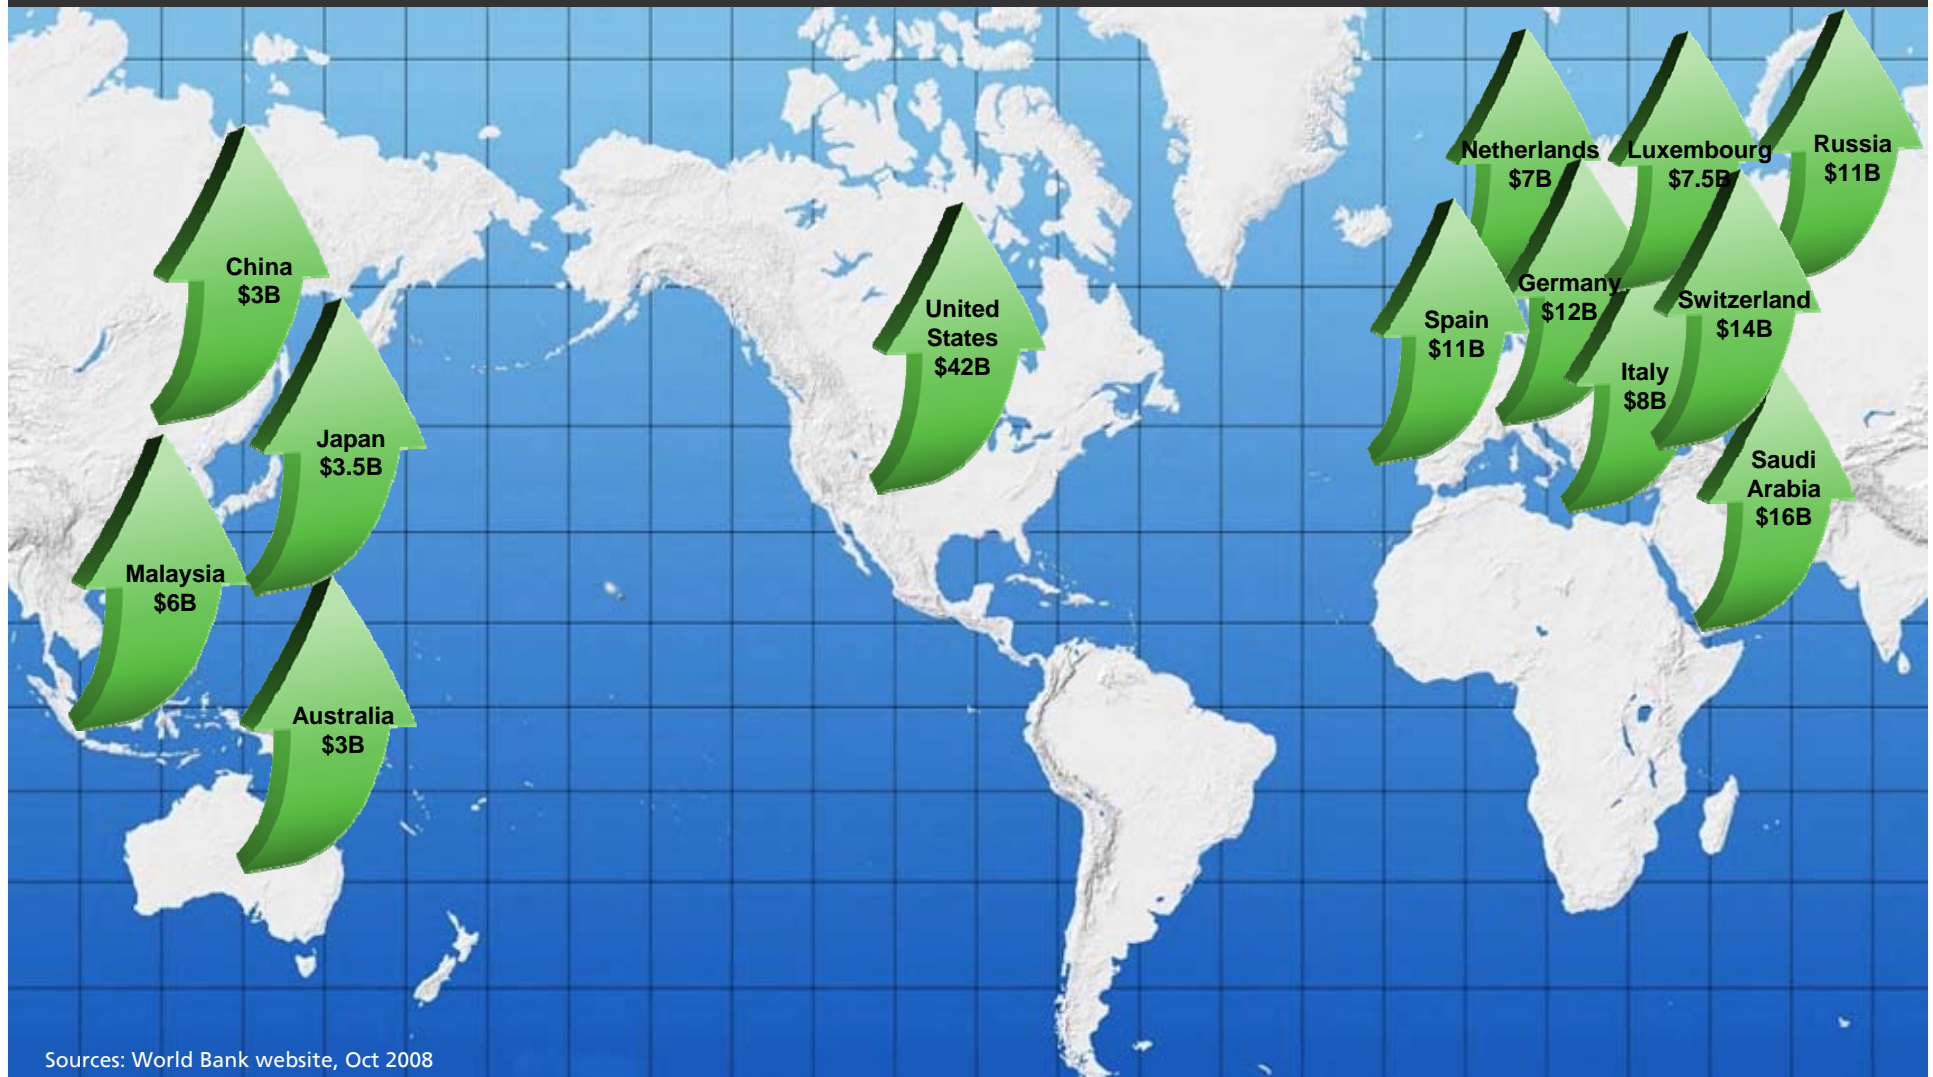 Netherlands
$7B
Luxembourg
$7.5B
Russia
$11B
China
$3B
United
States
$42B
Spain
$11B
Germany
$12B
Switzerland
$14B
Italy
$8B
Japan
$3.5B
Saudi
Arabia
$16B
Malaysia
$6B
Australia
$3B
Sources: World Bank website, Oct 2008